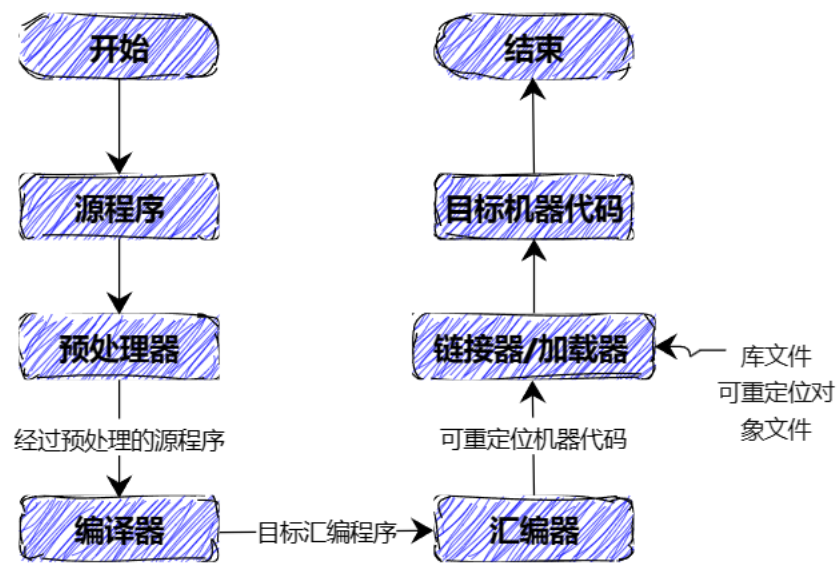 开始
源程序
预处理器
经过预处理的源程序
编译器
目标汇编程序
汇编器
可重定位机器代码
链接器/加载器
库文件
可重定位对
象文件
目标机器代码
结束